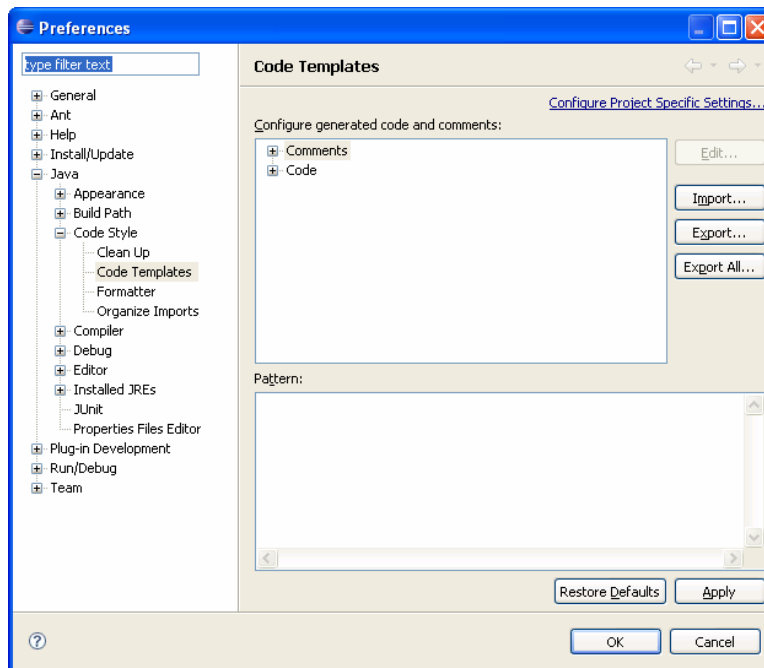 Preferences
type filter text
General
Ant
Help
Install/Update
Java
Appearance
Build Path
Code Style
Clean Up
Code Templates
Formatter
Organize Imports
Compiler
Debug
Editor
Installed JREs
JUnit
Properties Files Editor
Plug-in Development
Run/Debug
Team
Code Templates
Configure Project Specific Settings...
Configure generated code and comments:
Comments
Code
Edit...
Import...
Export...
Export All...
Pattern:
Restore Defaults
Apply
?
OK
Cancel